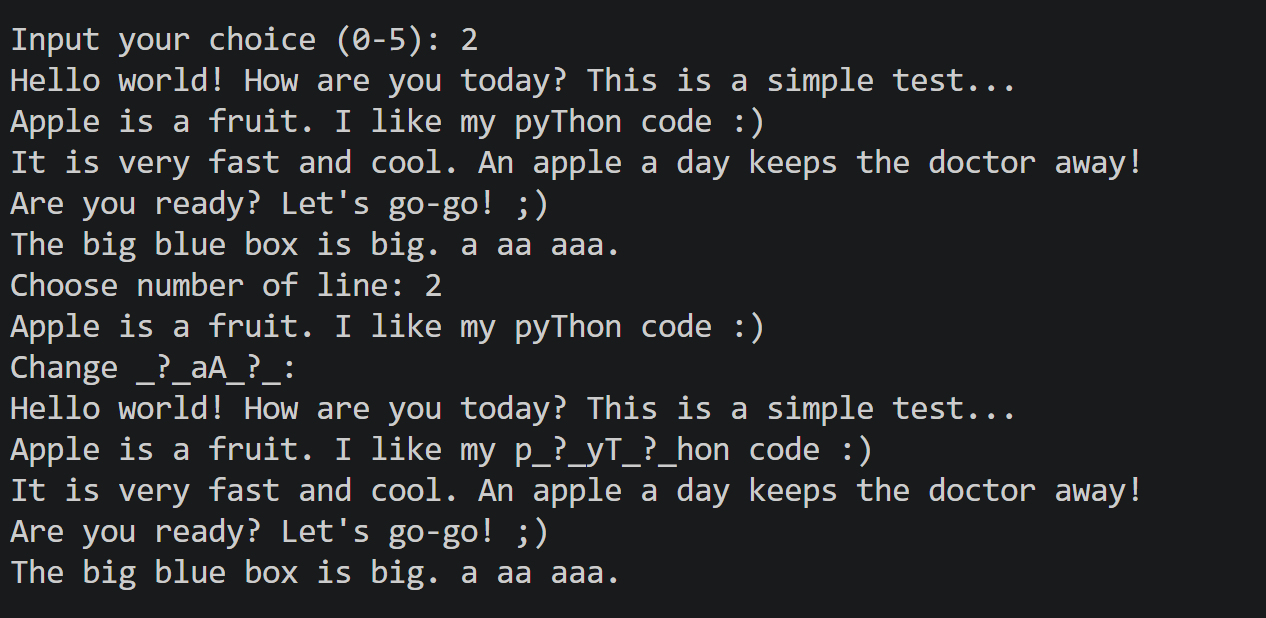 Input your choice (0-5): 2
Hello world! How are you today? This is a simple test...
Apple is a fruit. I like my pyThon code :)
It is very fast and cool. An apple a day keeps the doctor away!
Are you ready? Let's go-go! ;)
The big blue box is big. a aa aaa.
Choose number of line: 2
Apple is a fruit. I like my pyThon code :)
Change _?_aA_?_:
Hello world! How are you today? This is a simple test...
Apple is a fruit. I like my p_?_yT_?_hon code :)
It is very fast and cool. An apple a day keeps the doctor away!
Are you ready? Let's go-go! ;)
The big blue box is big. a aa aaa.